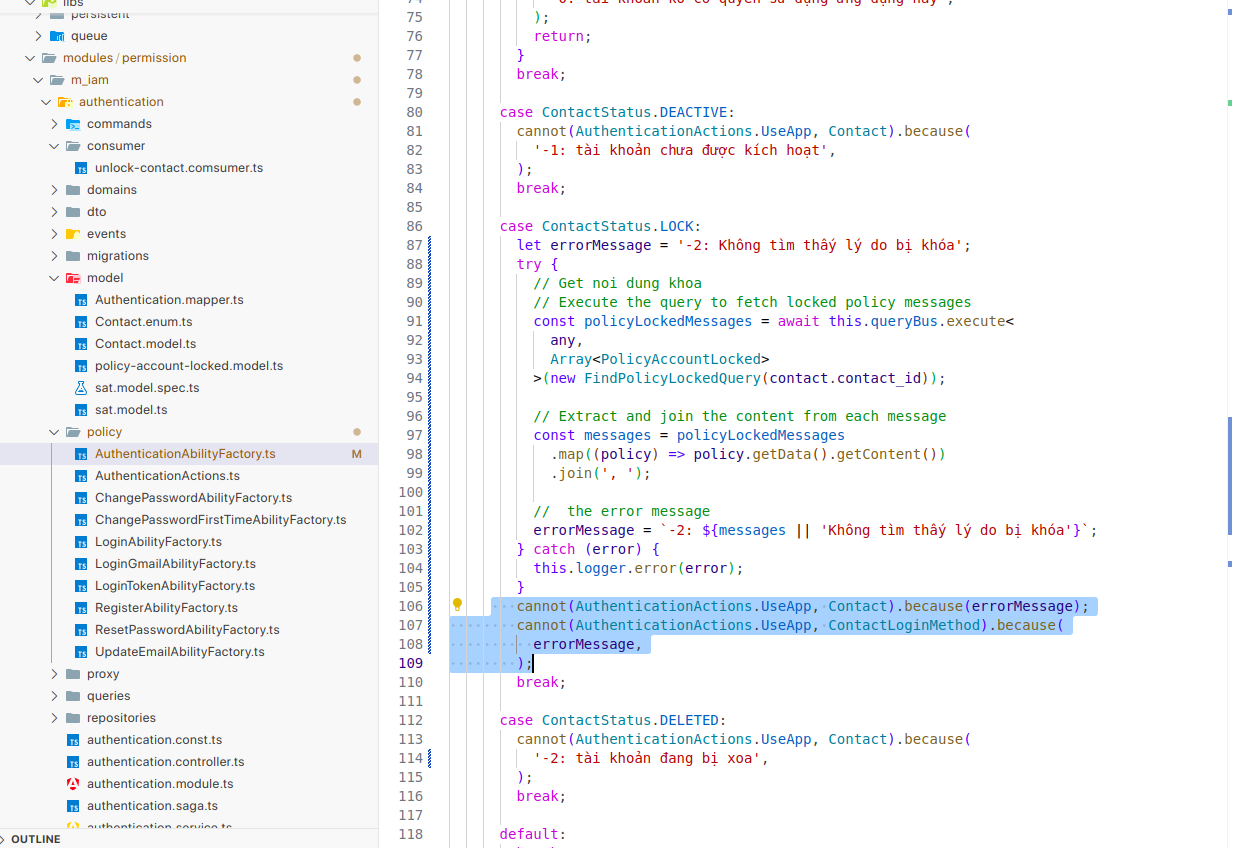 libs
persistent
queue
modules / permission
m_iam
authentication
commands
consumer
unlock-contact.comsumer.ts
domains
dto
events
migrations
model
Authentication.mapper.ts
Contact.enum.ts
Contact.model.ts
policy-account-locked.model.ts
sat.model.spec.ts
sat.model.ts
policy
AuthenticationAbilityFactory.ts M
AuthenticationActions.ts
ChangePasswordAbilityFactory.ts
ChangePasswordFirstTimeAbilityFactory.ts
LoginAbilityFactory.ts
LoginGmailAbilityFactory.ts
LoginTokenAbilityFactory.ts
RegisterAbilityFactory.ts
ResetPasswordAbilityFactory.ts
UpdateEmailAbilityFactory.ts
proxy
queries
repositories
authentication.const.ts
authentication.controller.ts
authentication.module.ts
authentication.saga.ts
authentication.service.ts
OUTLINE
75 );
76 return;
77 }
78 break;
79
80 case ContactStatus.DEACTIVE:
81 cannot(AuthenticationActions.UseApp, Contact).because(
82 '-1: tài khoản chưa được kích hoạt',
83 );
84 break;
85
86 case ContactStatus.LOCK:
87 let errorMessage = '-2: Không tìm thấy lý do bị khóa';
88 try {
89 // Get noi dung khoa
90 // Execute the query to fetch locked policy messages
91 const policyLockedMessages = await this.queryBus.execute<
92 any,
93 Array<PolicyAccountLocked>
94 >(new FindPolicyLockedQuery(contact.contact_id));
95
96 // Extract and join the content from each message
97 const messages = policyLockedMessages
98 .map((policy) => policy.getData().getContent())
99 .join(', ');
100
101 //  the error message
102 errorMessage = `-2: ${messages || 'Không tìm thấy lý do bị khóa'}`;
103 } catch (error) {
104 this.logger.error(error);
105 }
106 cannot(AuthenticationActions.UseApp, Contact).because(errorMessage);
107 cannot(AuthenticationActions.UseApp, ContactLoginMethod).because(
108 errorMessage,
109 );
110 break;
111
112 case ContactStatus.DELETED:
113 cannot(AuthenticationActions.UseApp, Contact).because(
114 '-2: tài khoản đang bị xoa',
115 );
116 break;
117
118 default: